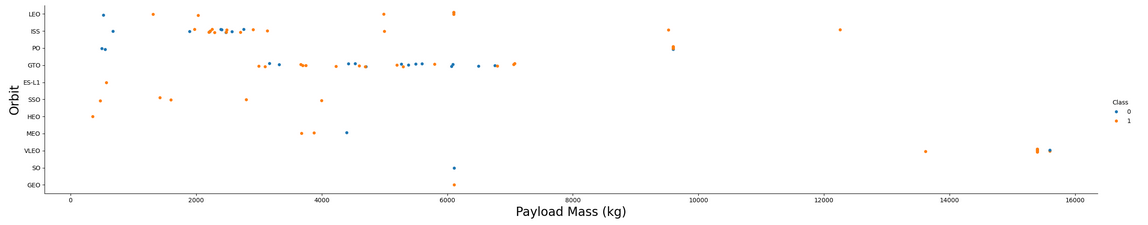 LEO
ISS
PO
GTO
ES-L1
SSO
HEO
MEO
VLEO
SO
GEO
Orbit
0 2000 4000 6000 8000 10000 12000 14000 16000
Payload Mass (kg)
Class
0
1